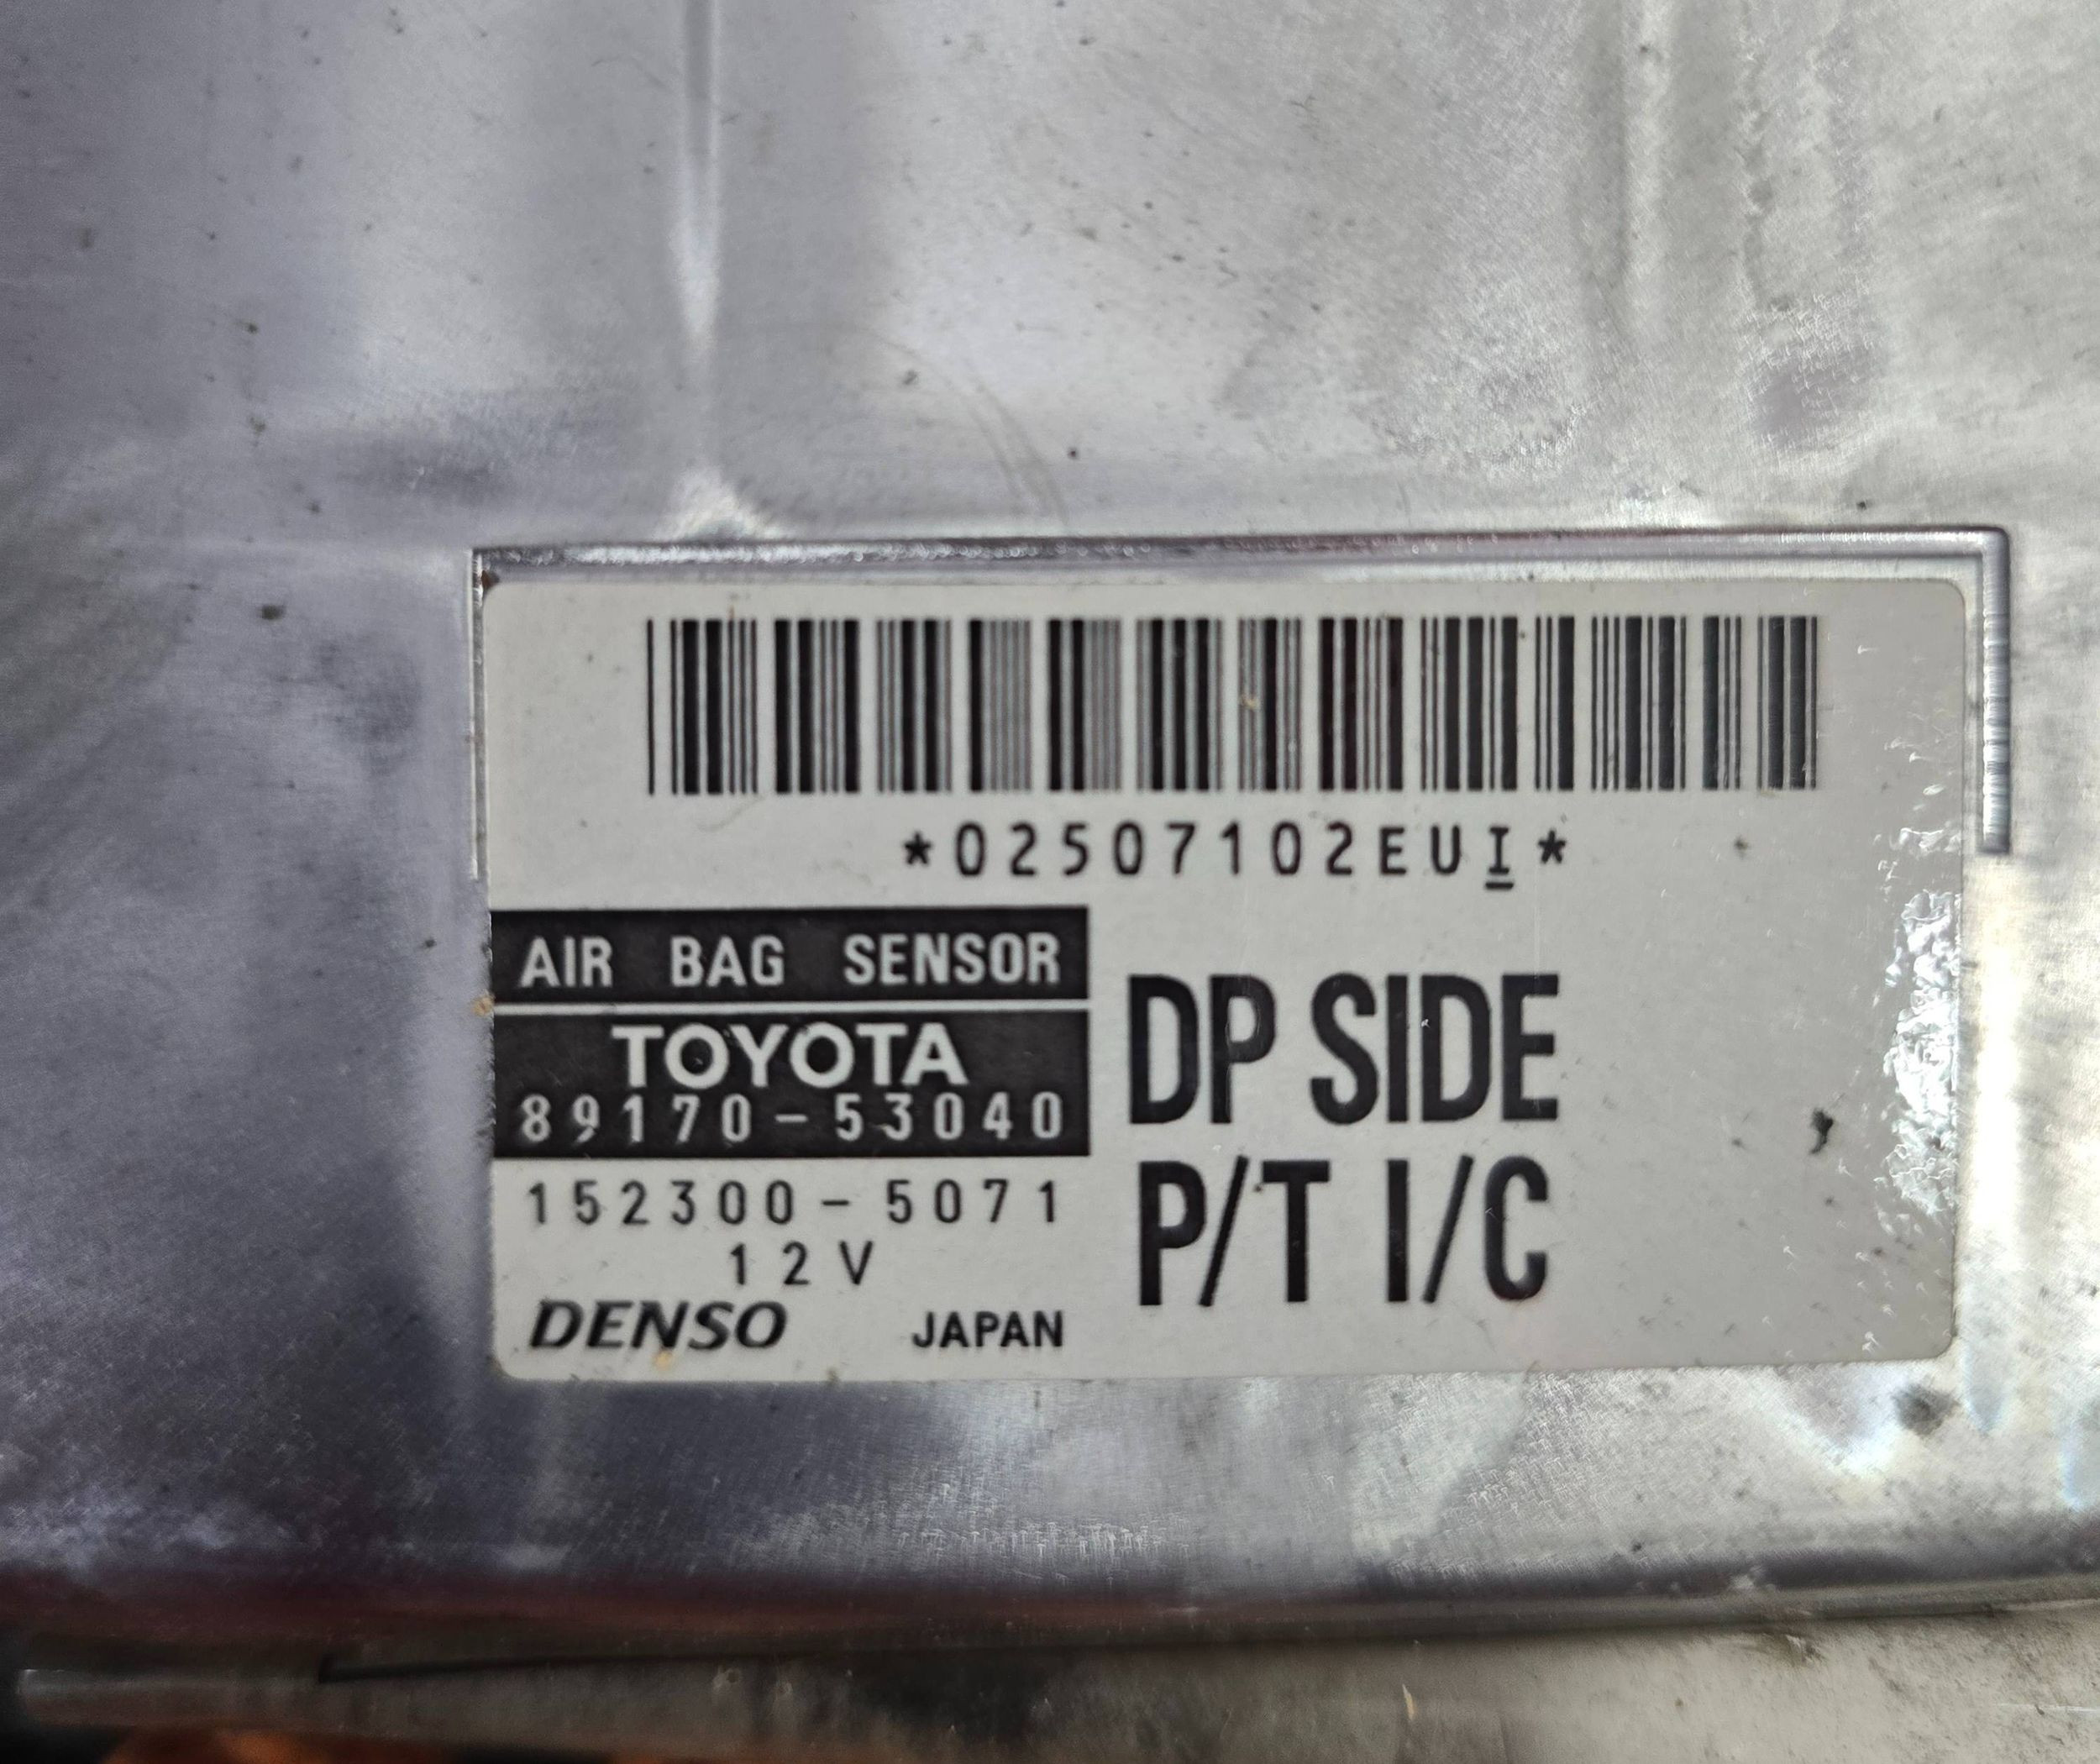 *02507102EUI*
AIR BAG SENSOR
TOYOTA
89170-53040
152300-5071
12V
DENSO JAPAN
DP SIDE
P/T I/C